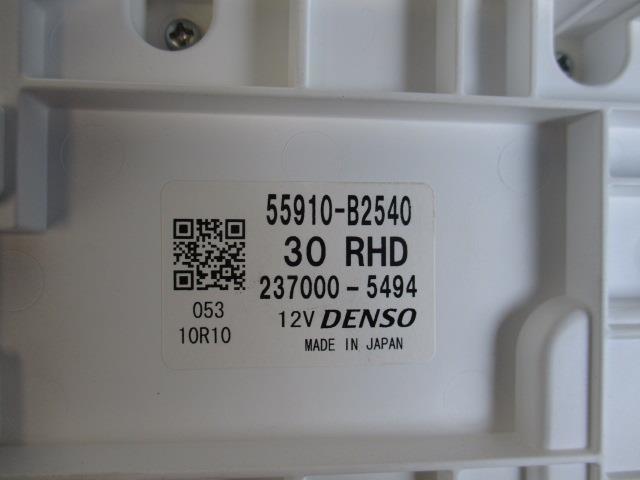 55910-B2540
30 RHD
237000-5494
053
12V DENSO
10R10
MADE IN JAPAN